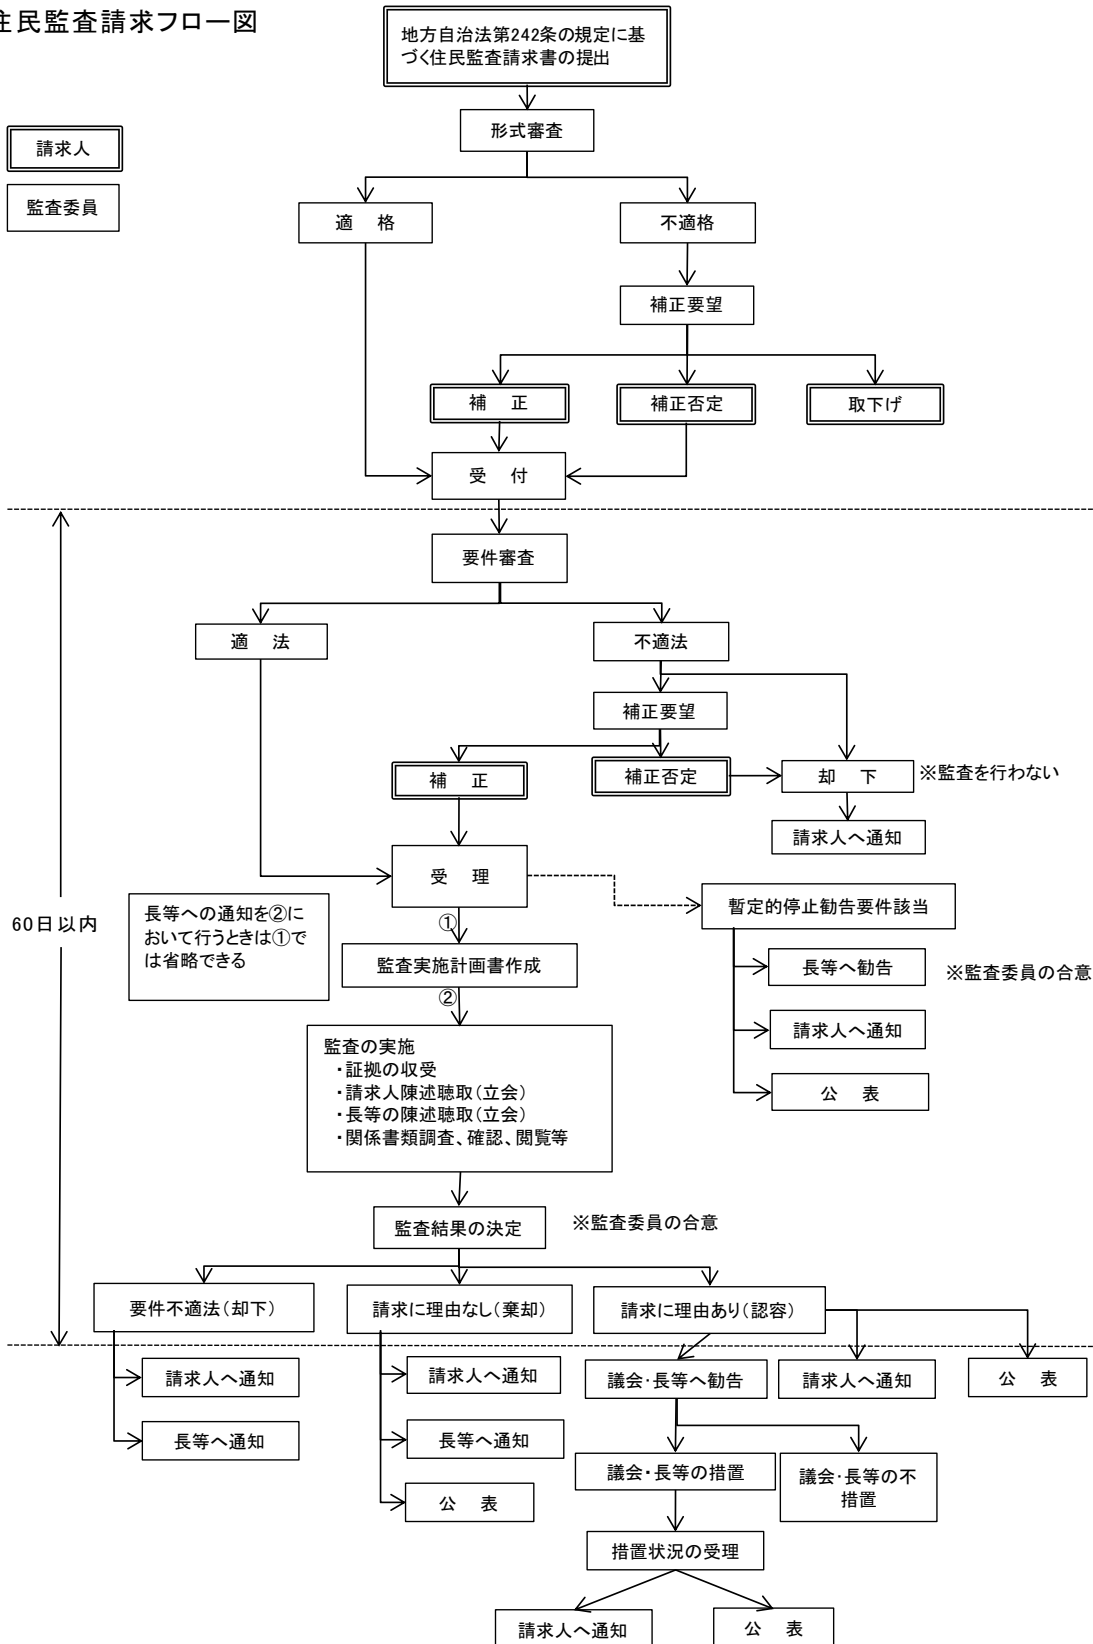 住民監査請求フロー図
地方自治法第242条の規定に基
づく住民監査請求書の提出
形式審査
請求人
監査委員
適 格
不適格
補正要望
補 正
補正否定
取下げ
受 付
要件審査
適 法
不適法
補正要望
補 正
補正否定
却 下
※監査を行わない
請求人へ通知
受 理
60日以内
長等への通知を②に
おいて行うときは①で
は省略できる
①
監査実施計画書作成
②
暫定的停止勧告要件該当
長等へ勧告
※監査委員の合意
請求人へ通知
公 表
監査の実施
・証拠の収受
・請求人陳述聴取(立会)
・長等の陳述聴取(立会)
・関係書類調査、確認、閲覧等
監査結果の決定
※監査委員の合意
要件不適法(却下)
請求に理由なし(棄却)
請求に理由あり(認容)
請求人へ通知
長等へ通知
請求人へ通知
長等へ通知
公 表
議会・長等へ勧告
請求人へ通知
公 表
議会・長等の措置
議会・長等の不
措置
措置状況の受理
請求人へ通知
公 表